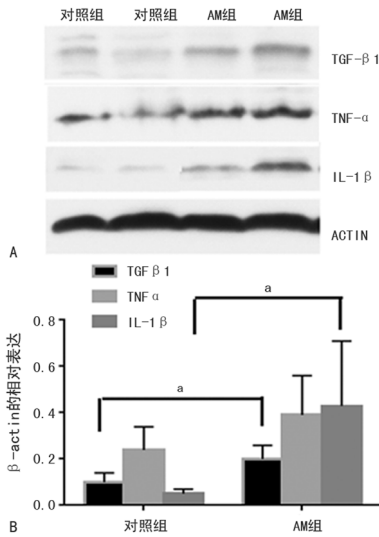 对照组 对照组 AM组 AM组
TGF-β1
TNF-α
IL-1β
ACTIN
A
TGFβ1
TNFα
IL-1β
a
a
0.8
0.6
0.4
0.2
0.0
β-actin的相对表达
对照组 AM组
B